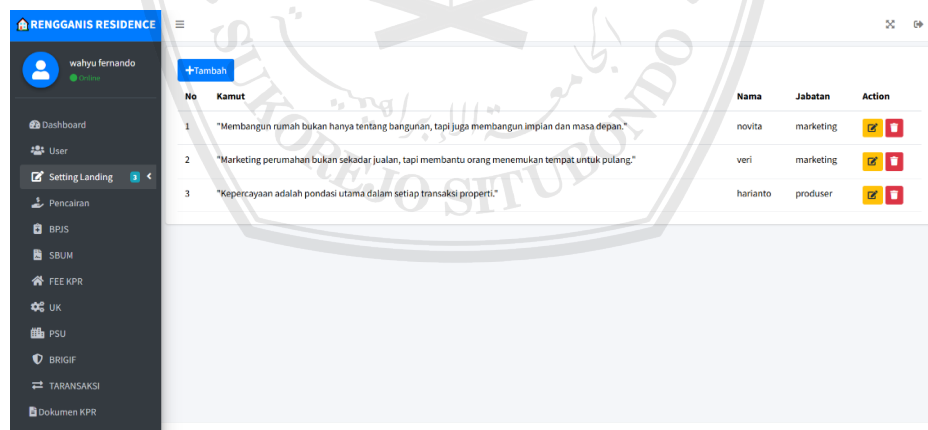 RENGGANIS RESIDENCE
wahyu fernando
Online
Dashboard
User
Setting Landing 3
Pencairan
BPJS
SBUM
FEE KPR
UK
PSU
BRIGIF
TARANSAKSI
Dokumen KPR
+Tambah
No Kamut Nama Jabatan Action
1 "Membangun rumah bukan hanya tentang bangunan, tapi juga membangun impian dan masa depan." novita marketing
2 "Marketing perumahan bukan sekadar jualan, tapi membantu orang menemukan tempat untuk pulang." veri marketing
3 "Kepercayaan adalah pondasi utama dalam setiap transaksi properti." harianto produser
SUKOREJO SITUBONDO